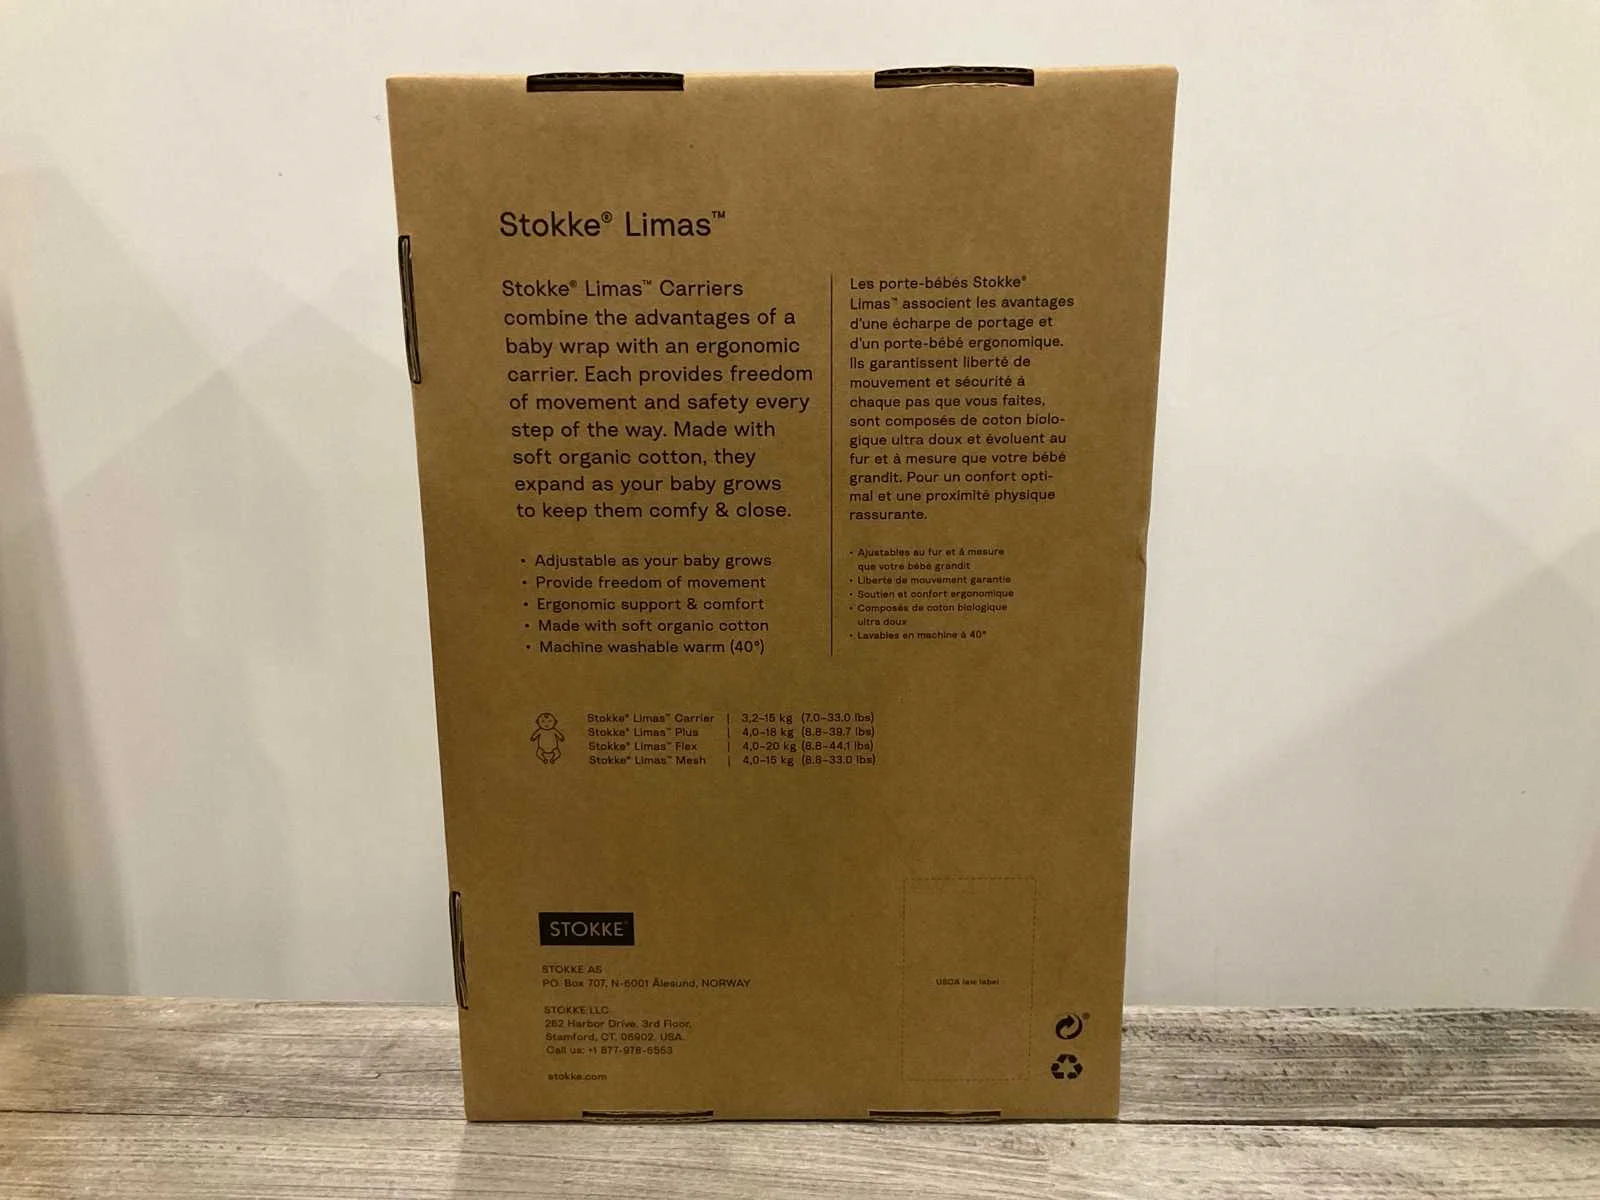 Stokke® Limas™
Stokke® Limas™ Carriers
combine the advantages of a
baby wrap with an ergonomic
carrier. Each provides freedom
of movement and safety every
step of the way. Made with
soft organic cotton, they
expand as your baby grows
to keep them comfy & close.
• Adjustable as your baby grows
• Provide freedom of movement
• Ergonomic support & comfort
• Made with soft organic cotton
• Machine washable warm (40°)
Les porte-bébés Stokke®
Limas™ associent les avantages
d'une écharpe de portage et
d'un porte-bébé ergonomique.
Ils garantissent liberté de
mouvement et sécurité à
chaque pas que vous faites,
sont composés de coton biolo-
gique ultra doux et évoluent au
fur et à mesure que votre bébé
grandit. Pour un confort opti-
mal et une proximité physique
rassurante.
• Ajustables au fur et à mesure
que votre bébé grandit
• Liberté de mouvement garantie
• Soutien et confort ergonomique
• Composés de coton biologique
ultra doux
• Lavables en machine à 40°
Stokke® Limas™ Carrier | 3,2–15 kg (7.0–33.0 lbs)
Stokke® Limas™ Plus | 4,0–18 kg (8.8–39.7 lbs)
Stokke® Limas™ Flex | 4,0–20 kg (8.8–44.1 lbs)
Stokke® Limas™ Mesh | 4,0–15 kg (8.8–33.0 lbs)
STOKKE
STOKKE AS
PO. Box 707, N-6001 Ålesund, NORWAY
STOKKE LLC
262 Harbor Drive, 3rd Floor,
Stamford, CT, 06902, USA.
Call us: +1 877-978-6553
stokke.com
USCA law label